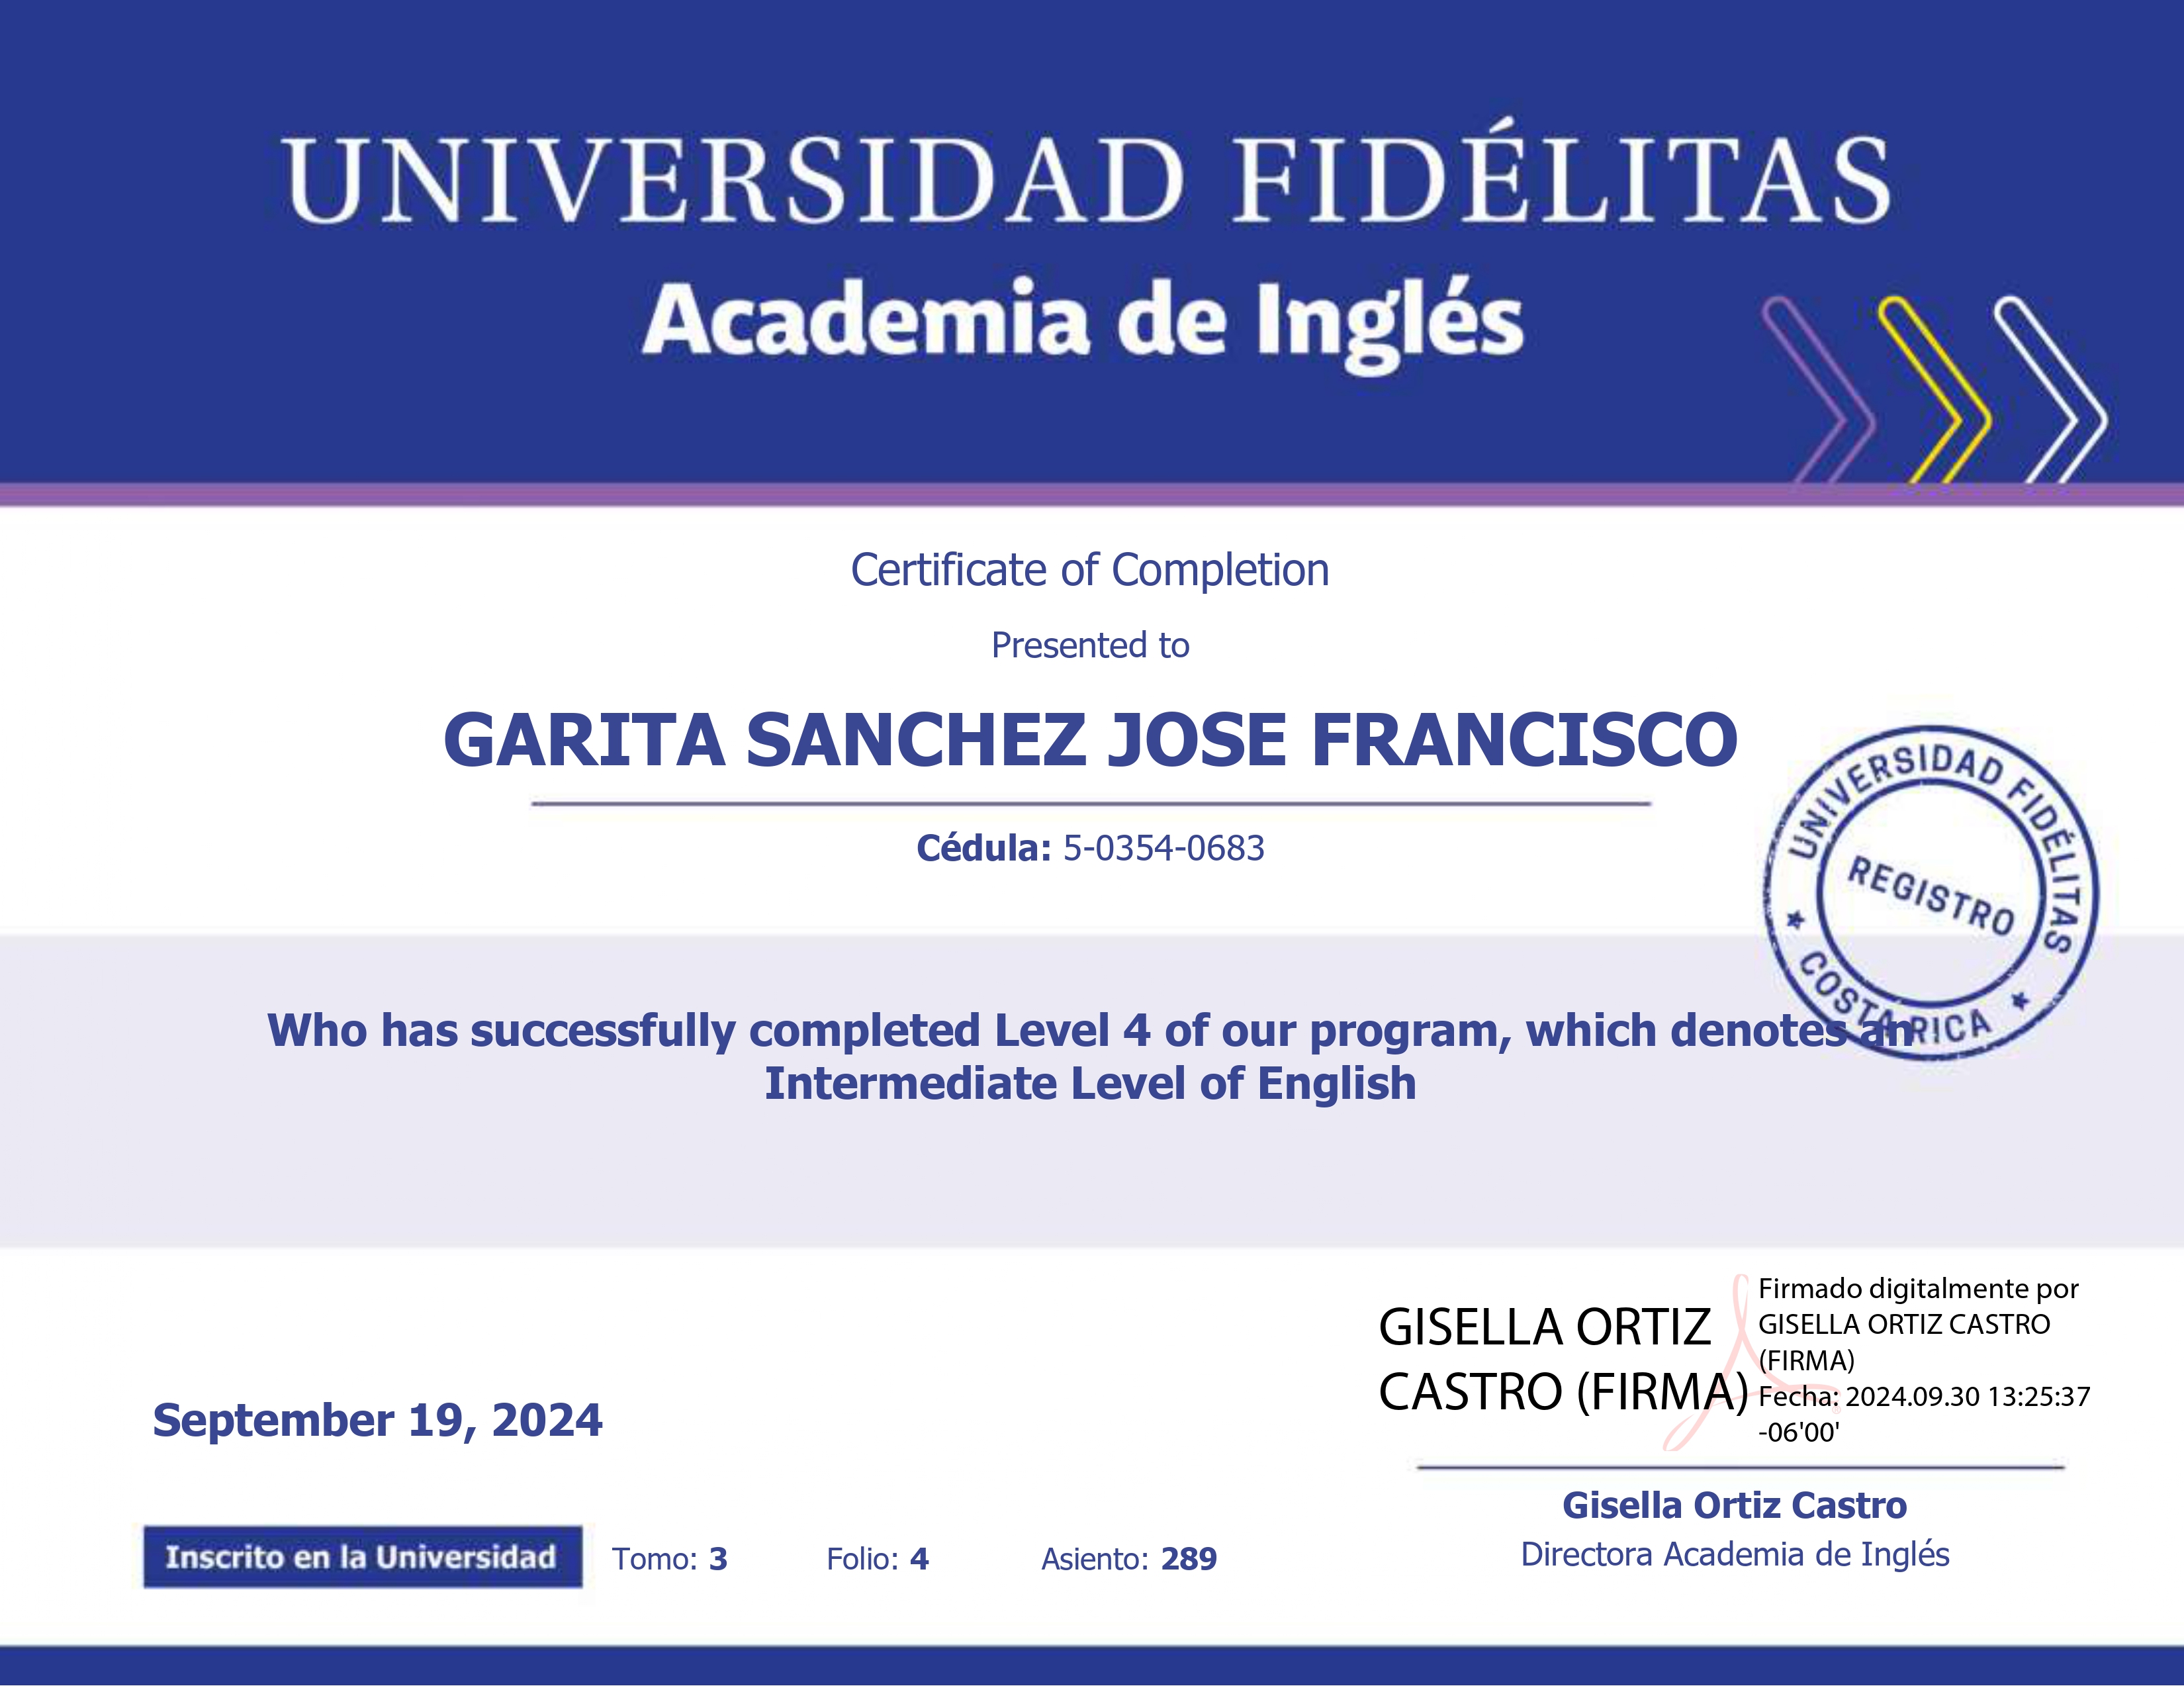 UNIVERSIDAD FIDÉLITAS
Academia de Inglés
Certificate of Completion
Presented to
GARITA SANCHEZ JOSE FRANCISCO
Cédula: 5-0354-0683
UNIVERSIDAD FIDÉLITAS
REGISTRO
COSTA RICA
Who has successfully completed Level 4 of our program, which denotes an
Intermediate Level of English
GISELLA ORTIZ
CASTRO (FIRMA)
Firmado digitalmente por
GISELLA ORTIZ CASTRO
(FIRMA)
Fecha: 2024.09.30 13:25:37
-06'00'
September 19, 2024
Gisella Ortiz Castro
Directora Academia de Inglés
Inscrito en la Universidad Tomo: 3 Folio: 4 Asiento: 289